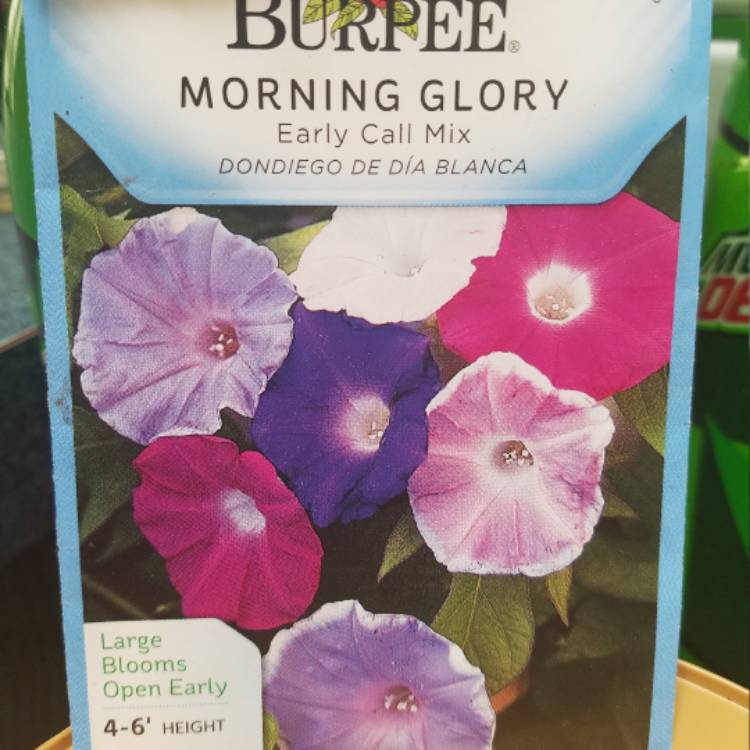 BURPEE®
MORNING GLORY
Early Call Mix
DONDIEGO DE DÍA BLANCA
Large
Blooms
Open Early
4-6' HEIGHT